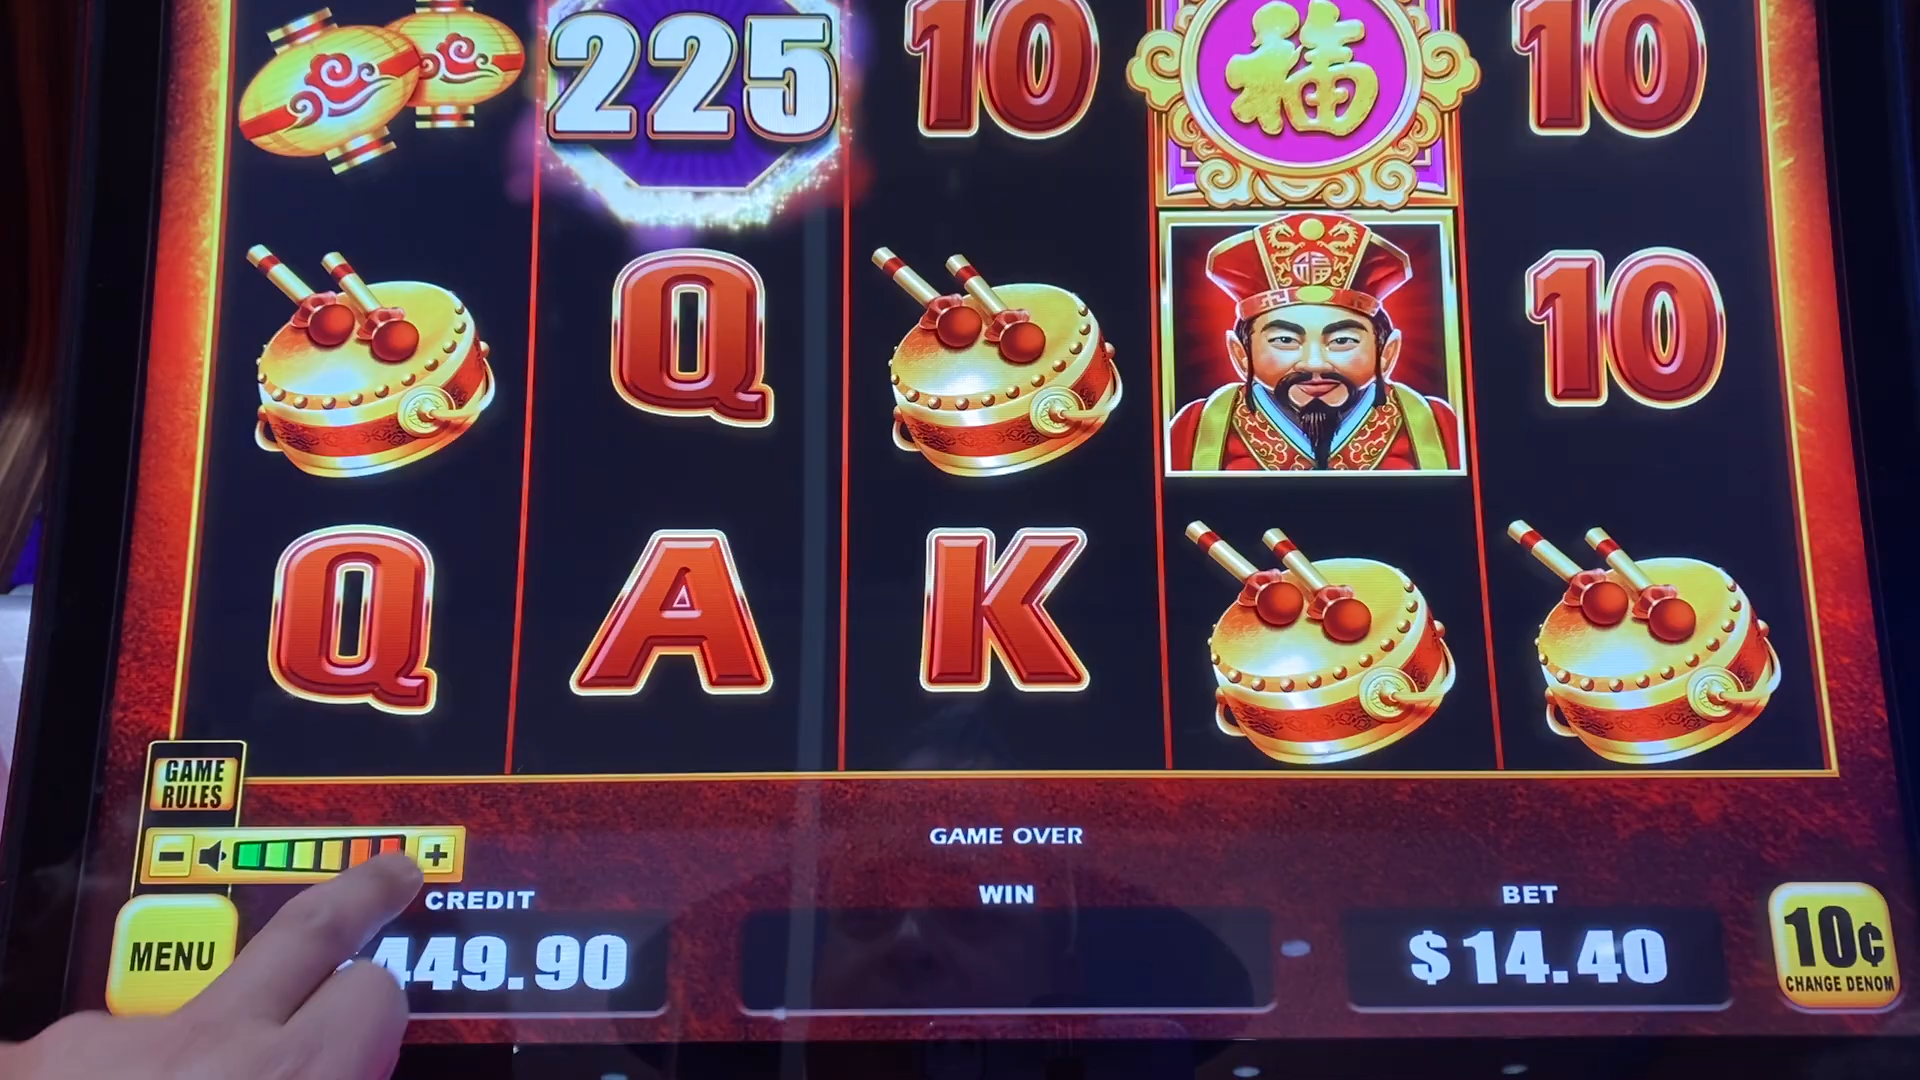 225
10
福
10
Q
福
10
Q
A
K
GAME
RULES
GAME OVER
CREDIT
WIN
BET
MENU
449.90
$14.40
10¢
CHANGE DENOM